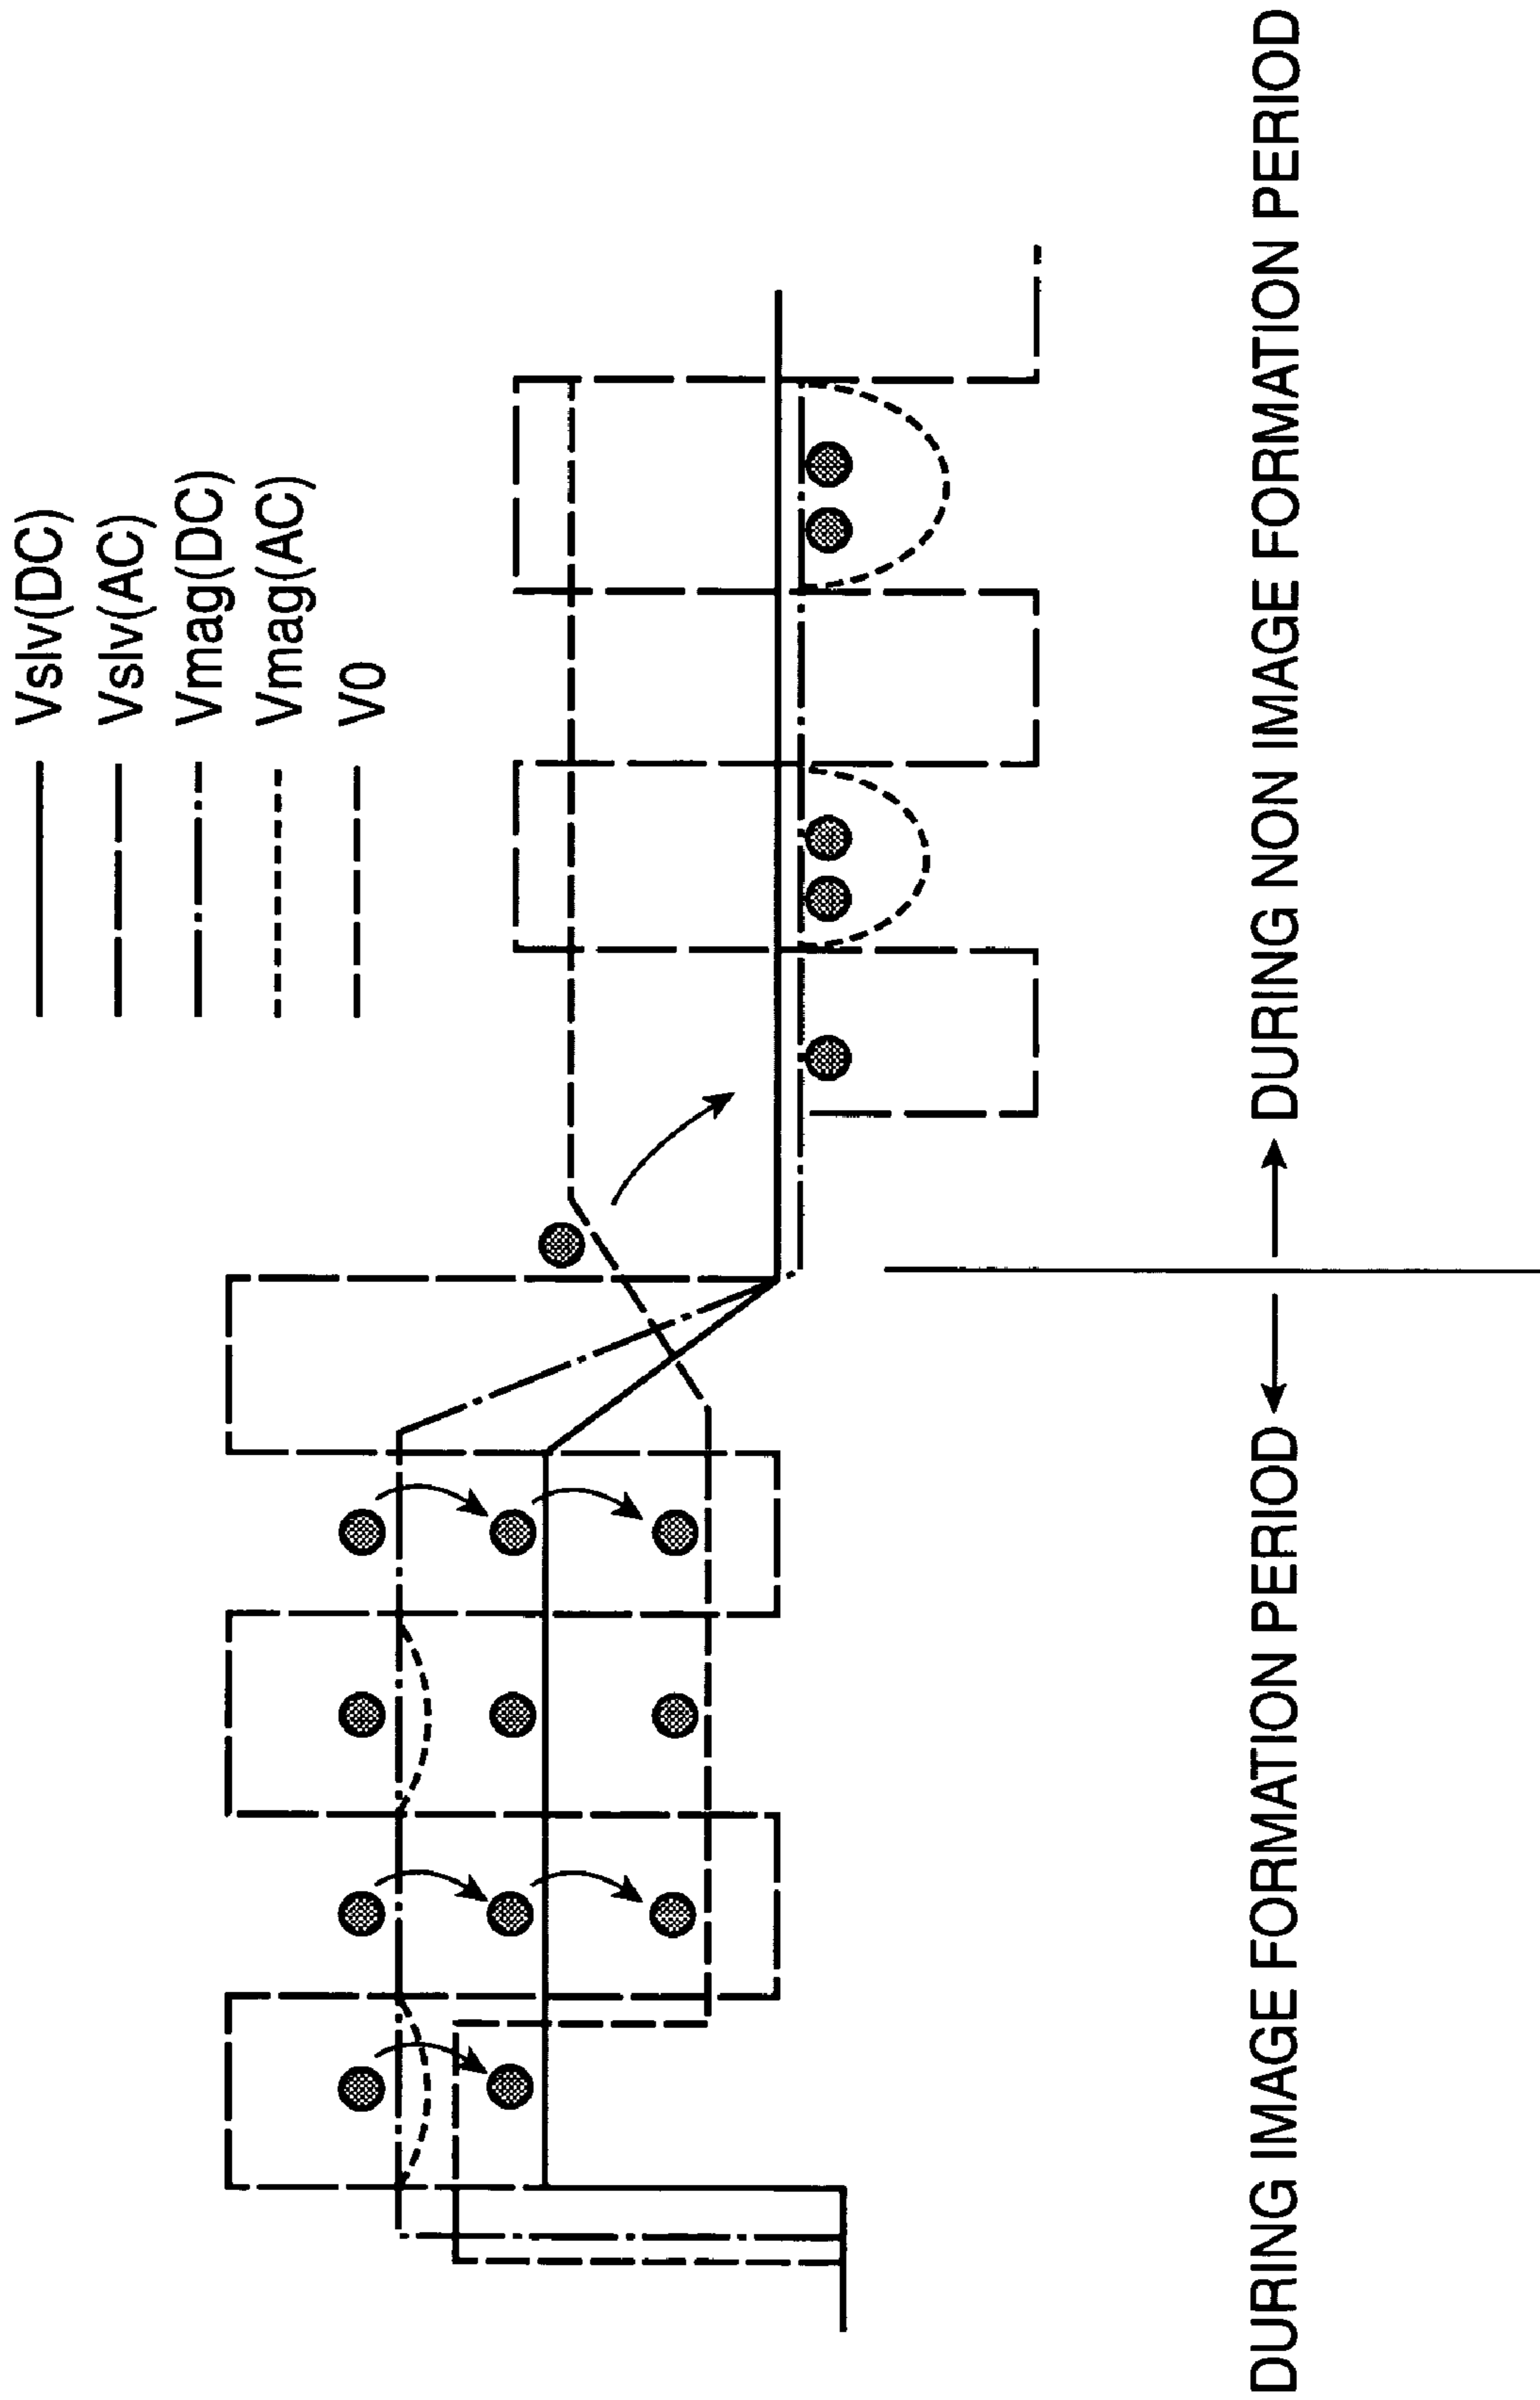 Vslv(DC)
Vslv(AC)
Vmag(DC)
Vmag(AC)
V0
DURING IMAGE FORMATION PERIOD
DURING NON IMAGE FORMATION PERIOD